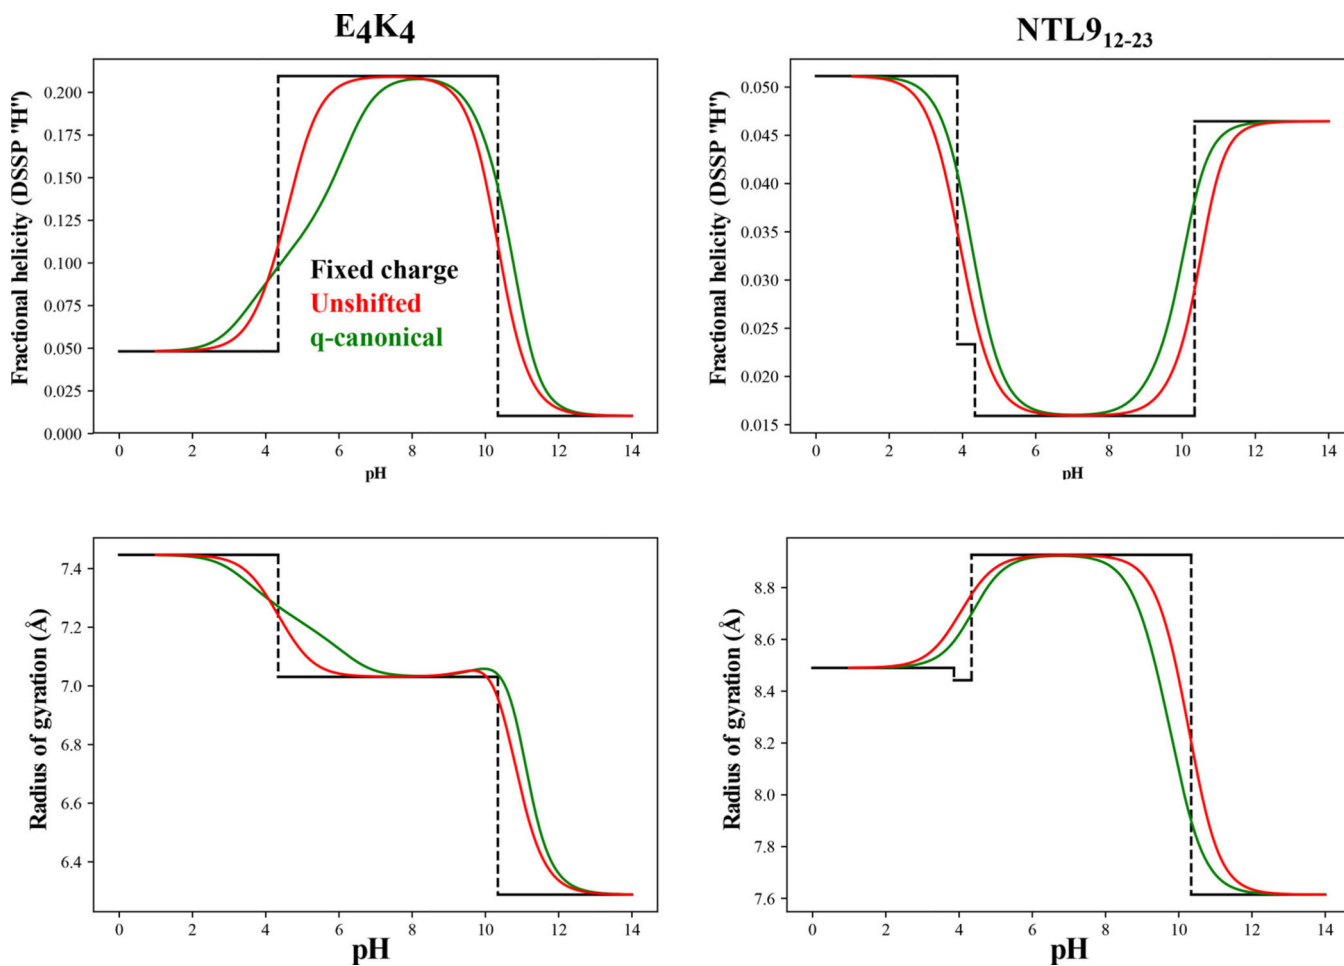 E₄K₄
NTL9₁₂₋₂₃
Fractional helicity (DSSP "H")
0.200
0.175
0.150
0.125
0.100
0.075
0.050
0.025
0.000
Fixed charge
Unshifted
q-canonical
0 2 4 6 8 10 12 14
pH
Fractional helicity (DSSP "H")
0.050
0.045
0.040
0.035
0.030
0.025
0.020
0.015
0 2 4 6 8 10 12 14
pH
Radius of gyration (Å)
7.4
7.2
7.0
6.8
6.6
6.4
0 2 4 6 8 10 12 14
pH
Radius of gyration (Å)
8.8
8.6
8.4
8.2
8.0
7.8
7.6
0 2 4 6 8 10 12 14
pH